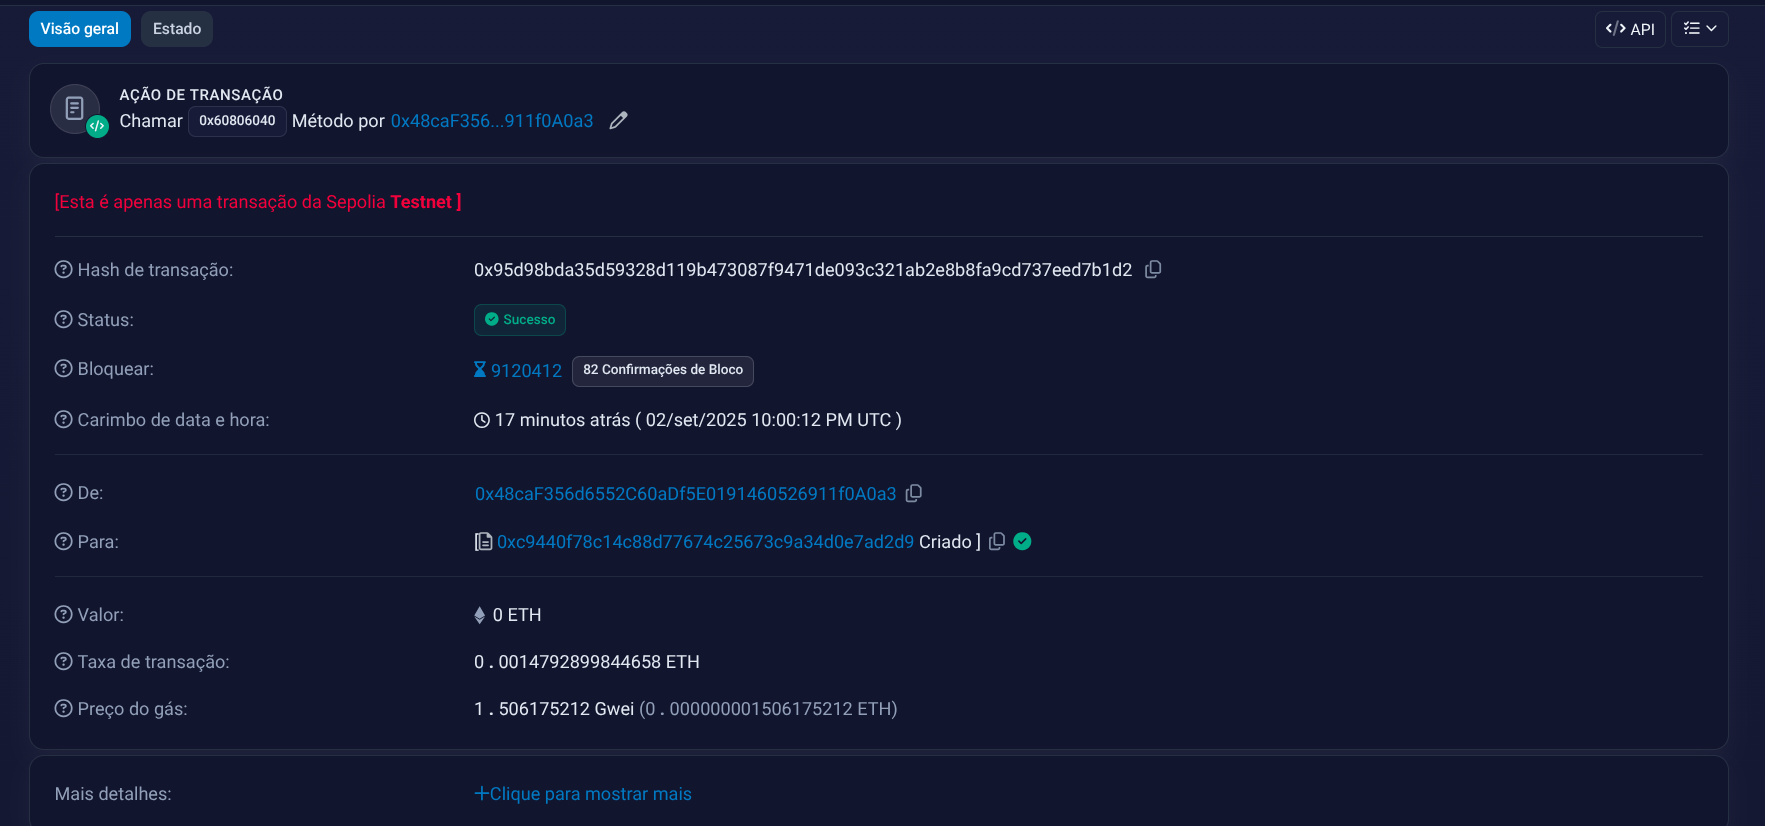 Visão geral Estado API
AÇÃO DE TRANSAÇÃO
Chamar 0x60806040 Método por 0x48caF356...911f0A0a3
[Esta é apenas uma transação da Sepolia Testnet ]
Hash de transação: 0x95d98bda35d59328d119b473087f9471de093c321ab2e8b8fa9cd737eed7b1d2
Status: Sucesso
Bloquear: 9120412 82 Confirmações de Bloco
Carimbo de data e hora: 17 minutos atrás ( 02/set/2025 10:00:12 PM UTC )
De: 0x48caF356d6552C60aDf5E0191460526911f0A0a3
Para: [ 0xc9440f78c14c88d77674c25673c9a34d0e7ad2d9 Criado ]
Valor: 0 ETH
Taxa de transação: 0 . 0014792899844658 ETH
Preço do gás: 1 . 506175212 Gwei (0 . 000000001506175212 ETH)
Mais detalhes: +Clique para mostrar mais